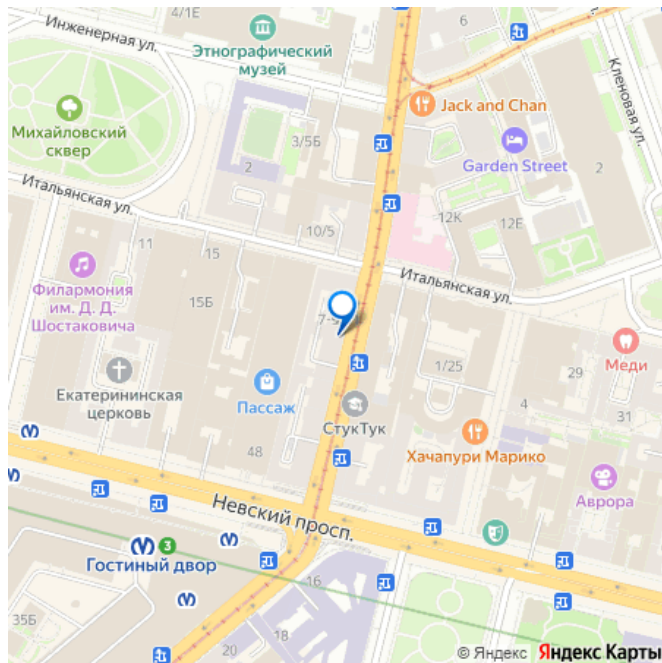 4/1Е
6
Инженерная ул.
Этнографический
музей
Jack and Chan
Кленовая ул.
Михайловский
сквер
3/5Б
Garden Street
2
2
Итальянская ул.
12К
12Е
10/5
11
15
Итальянская ул.
Филармония
им. Д. Д.
Шостаковича
15Б
1/25
Меди
29
Екатерининская
церковь
Пассаж
СтукТук
4
31
48
Хачапури Марико
Аврора
Невский просп.
3
Гостиный двор
16
35Б
18
20
© Яндекс Яндекс Карты